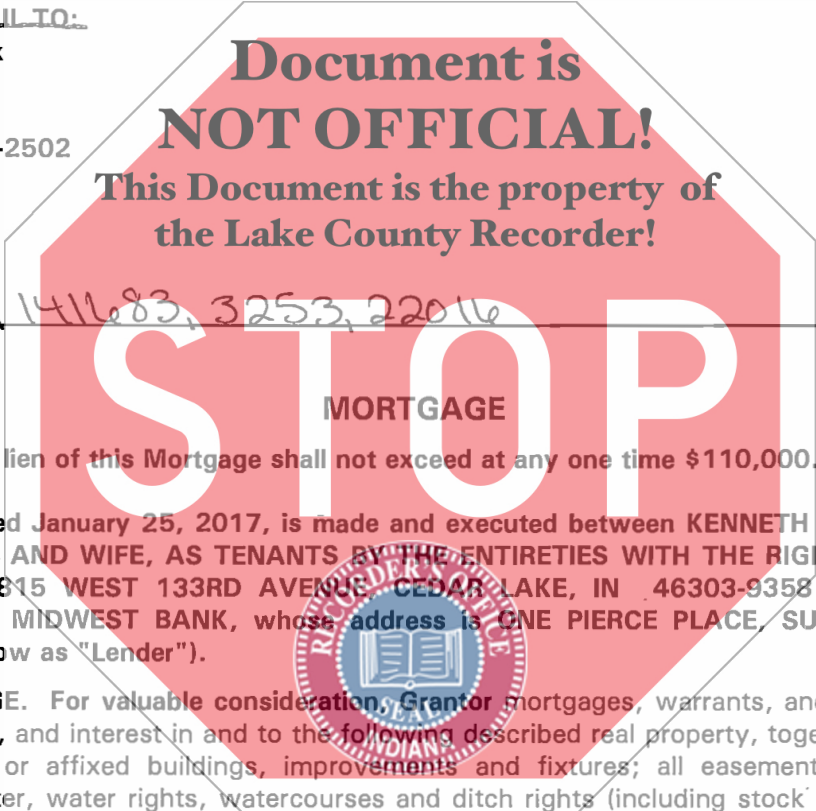 IL TO:
k
Document is
NOT OFFICIAL!
-2502
This Document is the property of
the Lake County Recorder!
141683, 3253, 22016
STOP
MORTGAGE
lien of this Mortgage shall not exceed at any one time $110,000.
ed January 25, 2017, is made and executed between KENNETH
AND WIFE, AS TENANTS BY THE ENTIRETIES WITH THE RIG
815 WEST 133RD AVENUE, CEDAR LAKE, IN 46303-9358
MIDWEST BANK, whose address is ONE PIERCE PLACE, SU
ow as "Lender").
RECORDER'S OFFICE
SEAL
INDIANA
GE. For valuable consideration, Grantor mortgages, warrants, and
, and interest in and to the following described real property, toge
or affixed buildings, improvements and fixtures; all easement
ter, water rights, watercourses and ditch rights (including stock